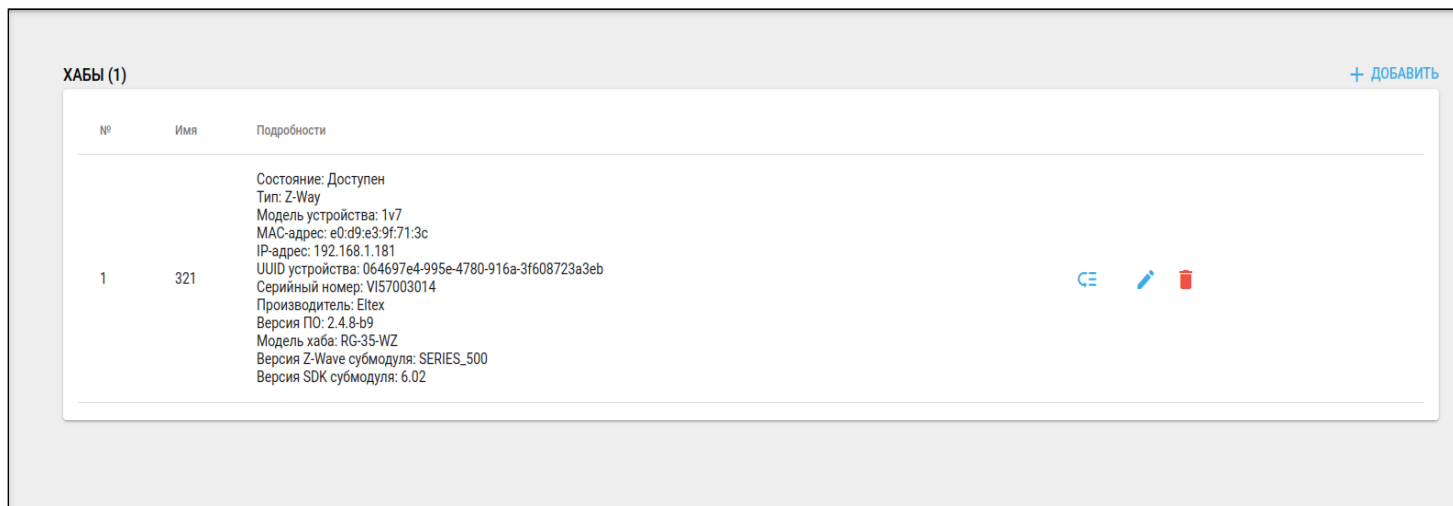 ХАБЫ (1)
+ ДОБАВИТЬ
№ Имя Подробности
1 321
Состояние: Доступен
Тип: Z-Way
Модель устройства: 1v7
MAC-адрес: e0:d9:e3:9f:71:3c
IP-адрес: 192.168.1.181
UUID устройства: 064697e4-995e-4780-916a-3f608723a3eb
Серийный номер: VI57003014
Производитель: Eltex
Версия ПО: 2.4.8-b9
Модель хаба: RG-35-WZ
Версия Z-Wave субмодуля: SERIES_500
Версия SDK субмодуля: 6.02